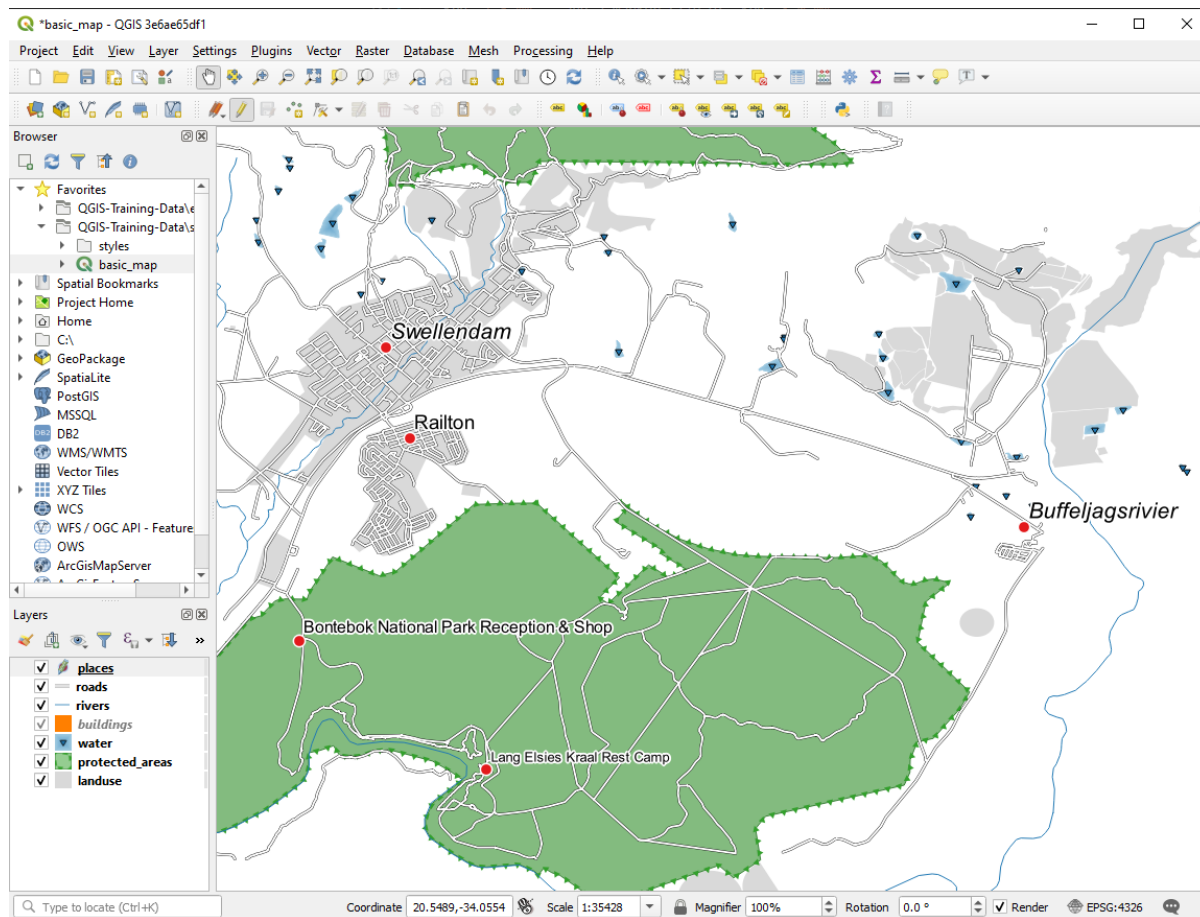 *basic_map - QGIS 3e6ae65df1
Project Edit View Layer Settings Plugins Vector Raster Database Mesh Processing Help
Browser
Favorites
QGIS-Training-Data\e
QGIS-Training-Data\s
styles
basic_map
Spatial Bookmarks
Project Home
Home
C:\
GeoPackage
SpatiaLite
PostGIS
MSSQL
DB2
WMS/WMTS
Vector Tiles
XYZ Tiles
WCS
WFS / OGC API - Feature
OWS
ArcGisMapServer
Layers
places
roads
rivers
buildings
water
protected_areas
landuse
Swellendam
Railton
Buffeljagsrivier
Bontebok National Park Reception & Shop
Lang Elsies Kraal Rest Camp
Type to locate (Ctrl+K) Coordinate 20.5489,-34.0554 Scale 1:35428 Magnifier 100% Rotation 0.0 ° Render EPSG:4326